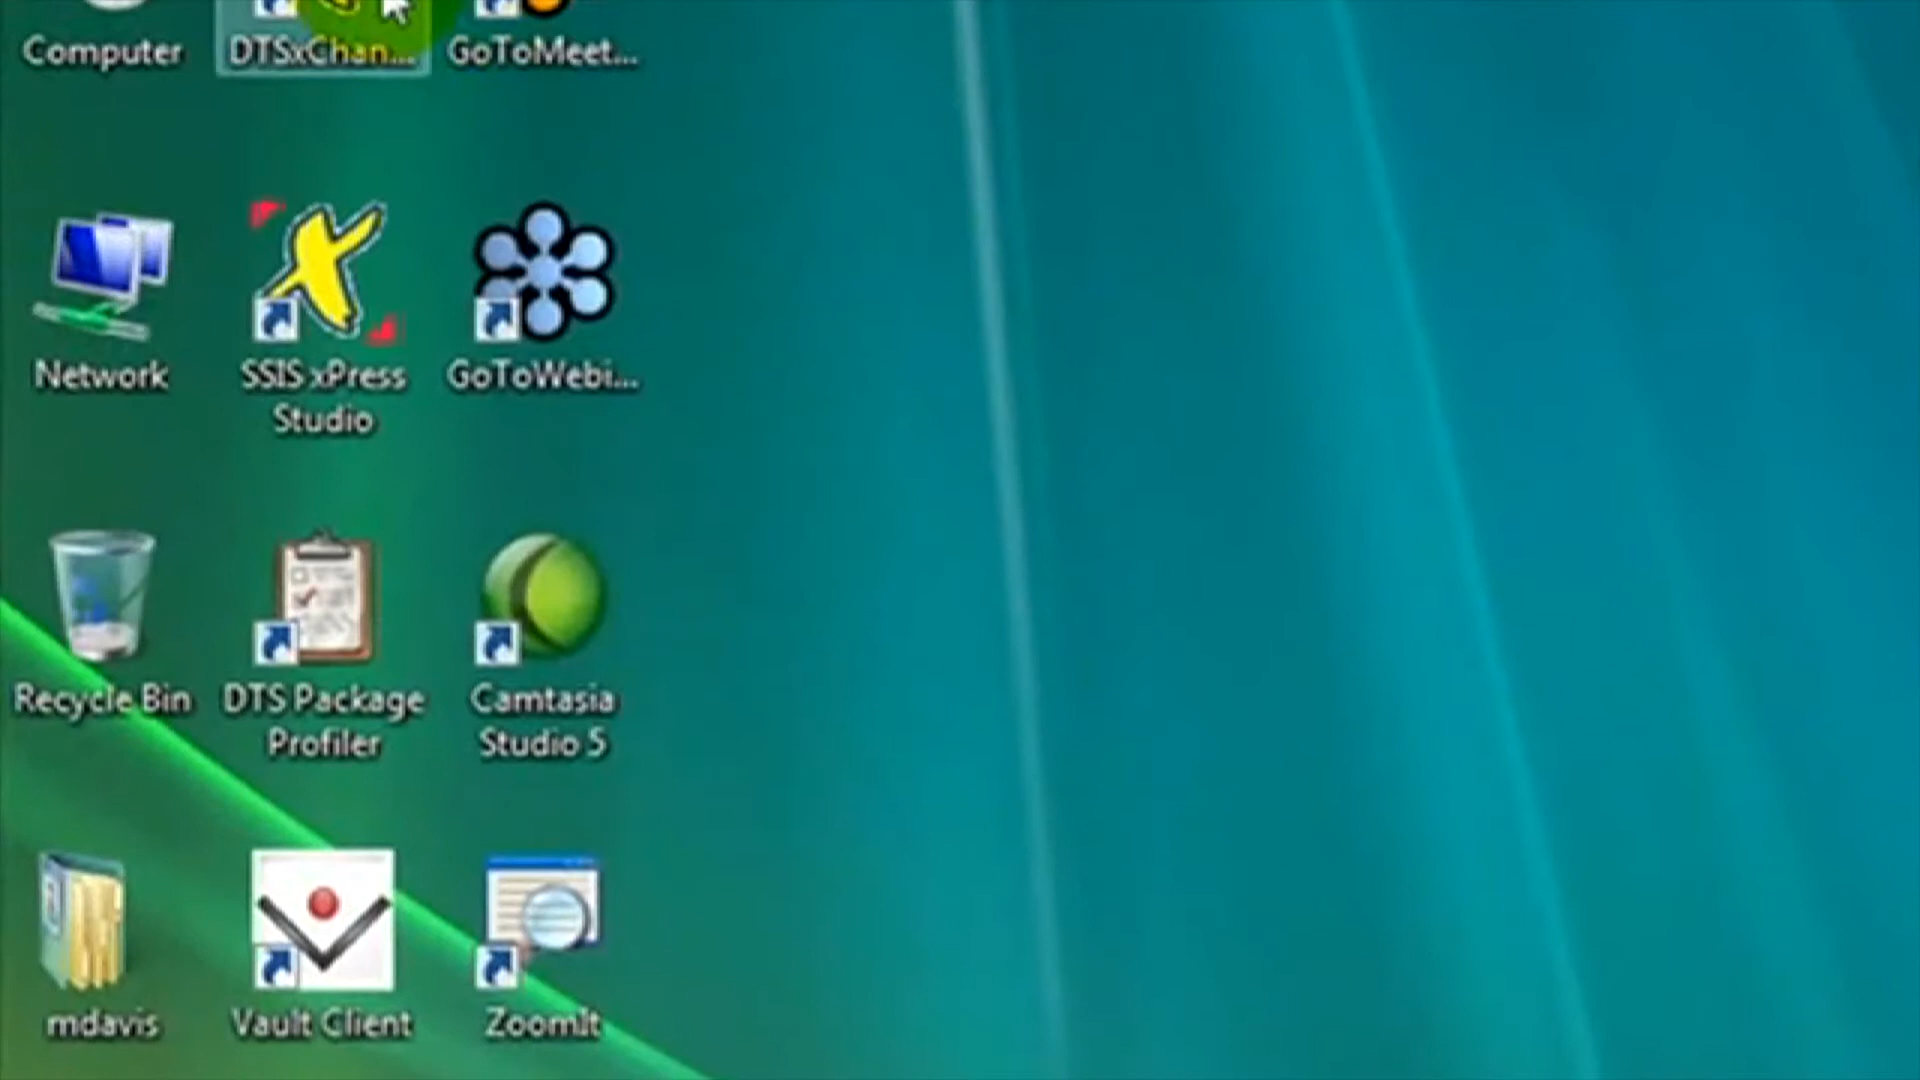 Computer
DTSxChan...
GoToMeet...
Network
SSIS xPress
Studio
GoToWebi...
Recycle Bin
DTS Package
Profiler
Camtasia
Studio 5
mdavis
Vault Client
ZoomIt